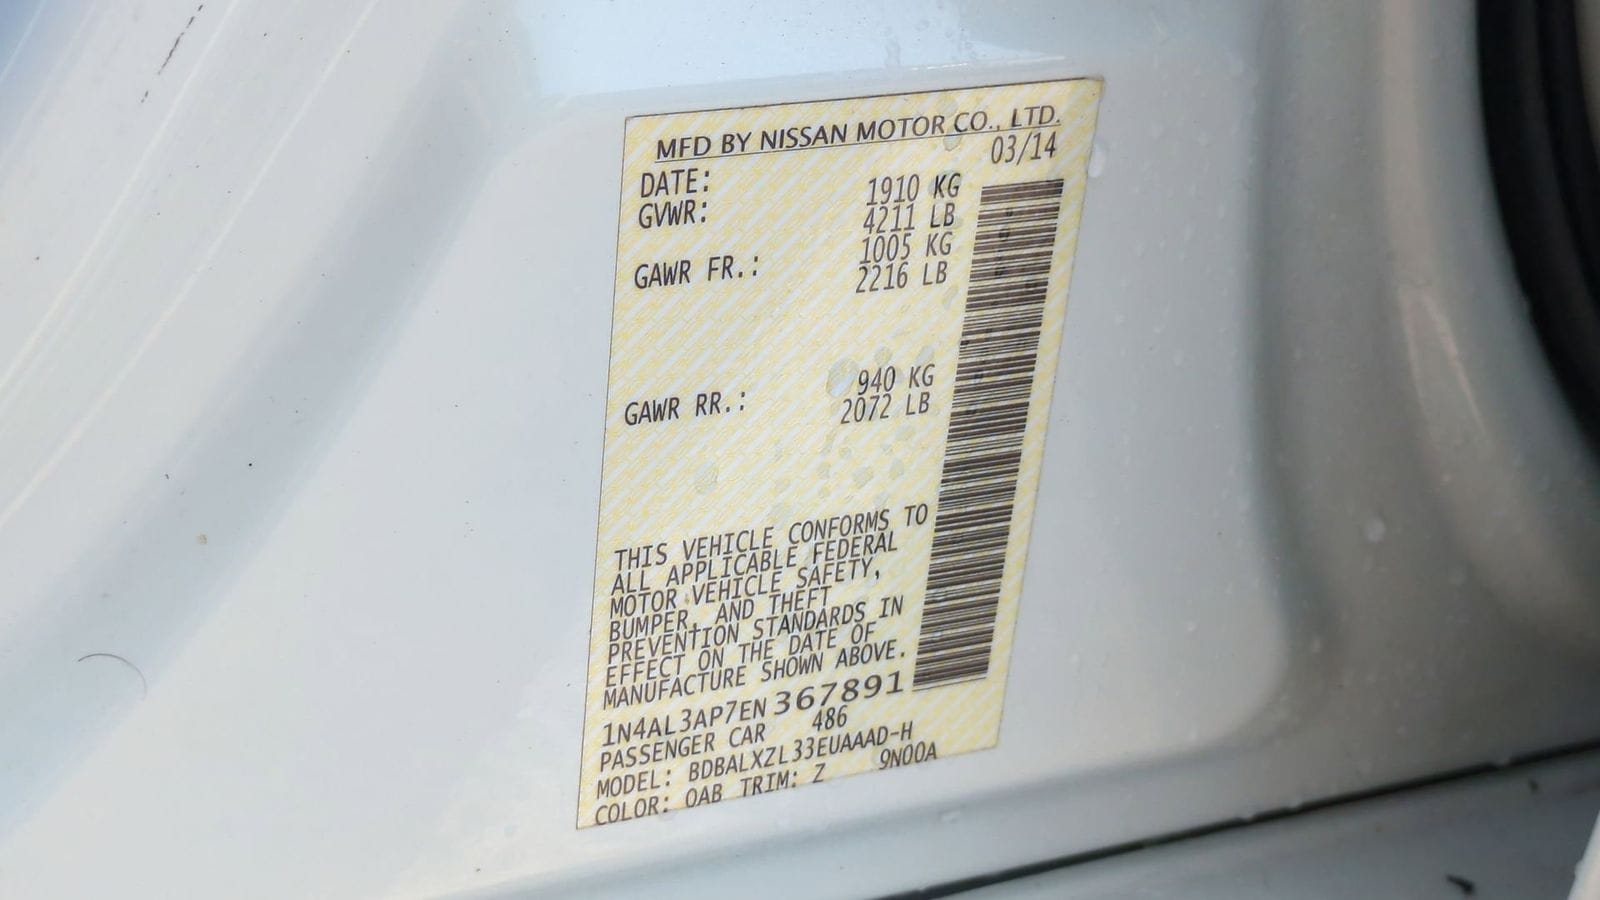 MFD BY NISSAN MOTOR CO., LTD.
DATE: 03/14
GVWR: 1910 KG
4211 LB
GAWR FR.: 1005 KG
2216 LB
GAWR RR.: 940 KG
2072 LB
THIS VEHICLE CONFORMS TO
ALL APPLICABLE FEDERAL
MOTOR VEHICLE SAFETY,
BUMPER, AND THEFT
PREVENTION STANDARDS IN
EFFECT ON THE DATE OF
MANUFACTURE SHOWN ABOVE.
1N4AL3AP7EN367891
PASSENGER CAR 486
MODEL: BDBALXZL33EUAAAD-H
COLOR: QAB TRIM: Z 9N00A